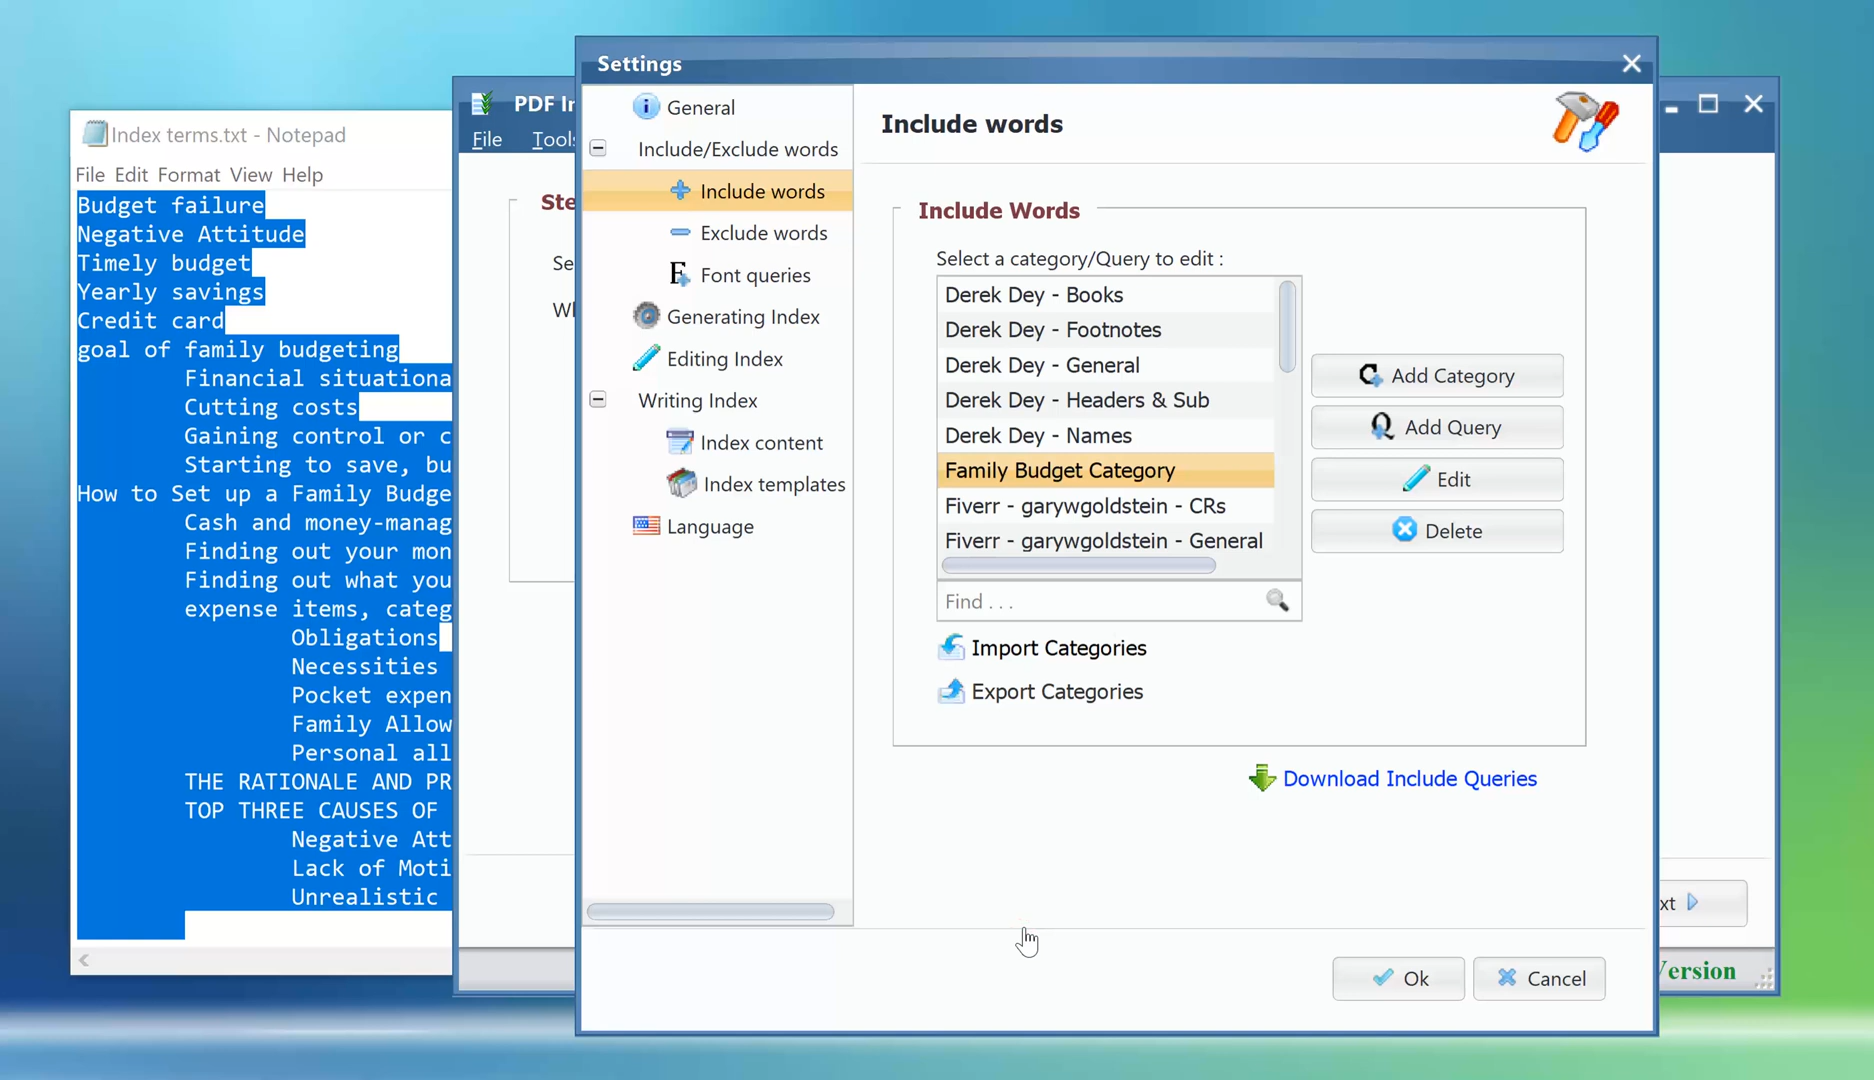 Index terms.txt - Notepad
File Edit Format View Help
Budget failure
Negative Attitude
Timely budget
Yearly savings
Credit card
goal of family budgeting
Financial situationa
Cutting costs
Gaining control or c
Starting to save, bu
How to Set up a Family Budge
Cash and money-manag
Finding out your mon
Finding out what you
expense items, categ
Obligations
Necessities
Pocket expen
Family Allow
Personal all
THE RATIONALE AND PR
TOP THREE CAUSES OF
Negative Att
Lack of Moti
Unrealistic
PDF In
File Tools
Ste
Se
Wh
Settings
General
Include/Exclude words
Include words
Exclude words
Font queries
Generating Index
Editing Index
Writing Index
Index content
Index templates
Language
Include words
Include Words
Select a category/Query to edit :
Derek Dey - Books
Derek Dey - Footnotes
Derek Dey - General
Derek Dey - Headers & Sub
Derek Dey - Names
Family Budget Category
Fiverr - garywgoldstein - CRs
Fiverr - garywgoldstein - General
Find . . .
Add Category
Add Query
Edit
Delete
Import Categories
Export Categories
Download Include Queries
Ok
Cancel
xt
Version